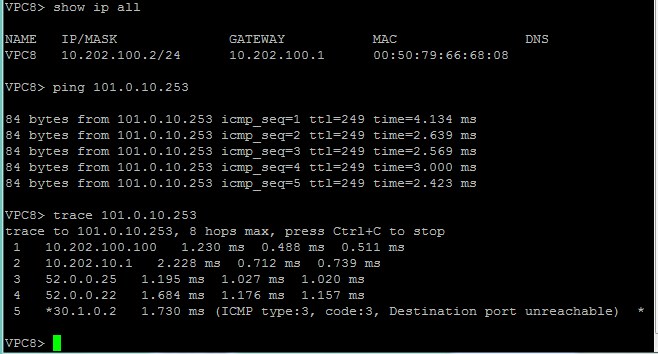 VPC8> show ip all
NAME   IP/MASK              GATEWAY           MAC                DNS
VPC8   10.202.100.2/24      10.202.100.1      00:50:79:66:68:08
VPC8> ping 101.0.10.253
84 bytes from 101.0.10.253 icmp_seq=1 ttl=249 time=4.134 ms
84 bytes from 101.0.10.253 icmp_seq=2 ttl=249 time=2.639 ms
84 bytes from 101.0.10.253 icmp_seq=3 ttl=249 time=2.569 ms
84 bytes from 101.0.10.253 icmp_seq=4 ttl=249 time=3.000 ms
84 bytes from 101.0.10.253 icmp_seq=5 ttl=249 time=2.423 ms
VPC8> trace 101.0.10.253
trace to 101.0.10.253, 8 hops max, press Ctrl+C to stop
1   10.202.100.100   1.230 ms  0.488 ms  0.511 ms
2   10.202.10.1   2.228 ms  0.712 ms  0.739 ms
3   52.0.0.25   1.195 ms  1.027 ms  1.020 ms
4   52.0.0.22   1.684 ms  1.176 ms  1.157 ms
5   *30.1.0.2   1.730 ms (ICMP type:3, code:3, Destination port unreachable)  *
VPC8>